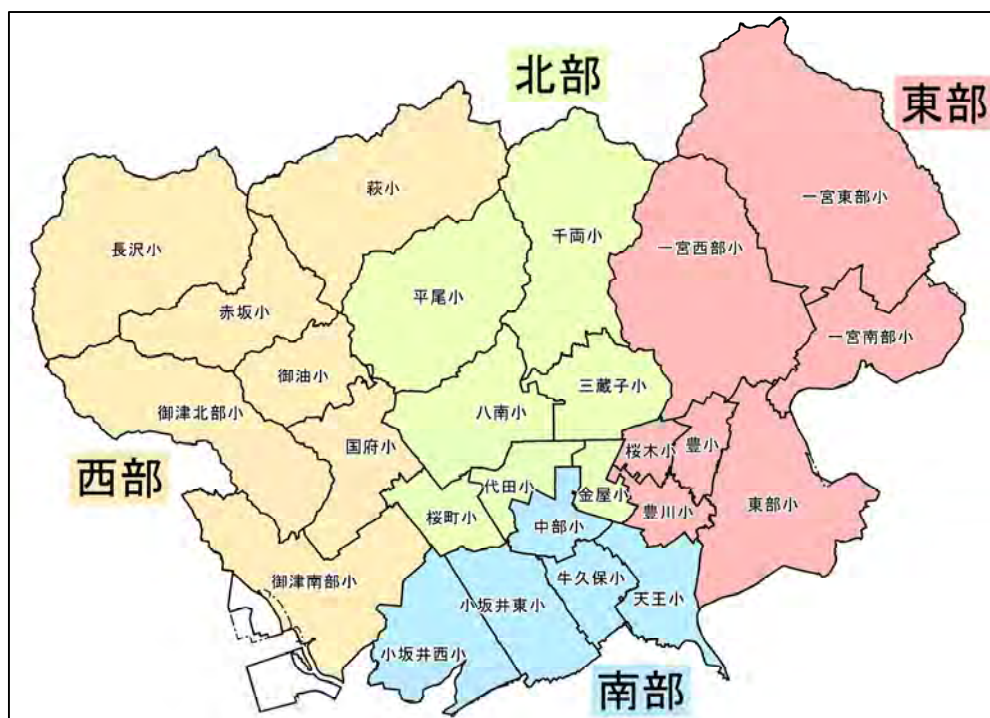 北部
東部
萩小
一宮東部小
千両小
長沢小
一宮西部小
平尾小
赤坂小
一宮南部小
御油小
三蔵子小
御津北部小
八南小
国府小
桜木小
豊小
西部
代田小
金屋小
東部小
桜町小
中部小
豊川小
御津南部小
牛久保小
天王小
小坂井東小
小坂井西小
南部